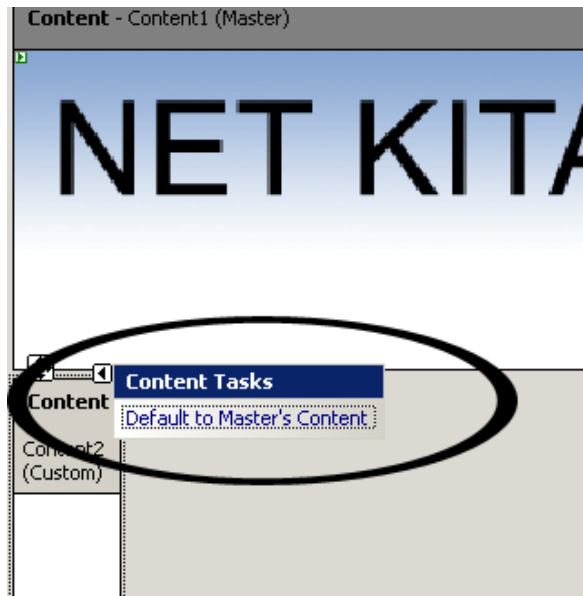 Content - Content1 (Master)
NET KITA
Content Tasks
Default to Master's Content
Content
Content2
(Custom)